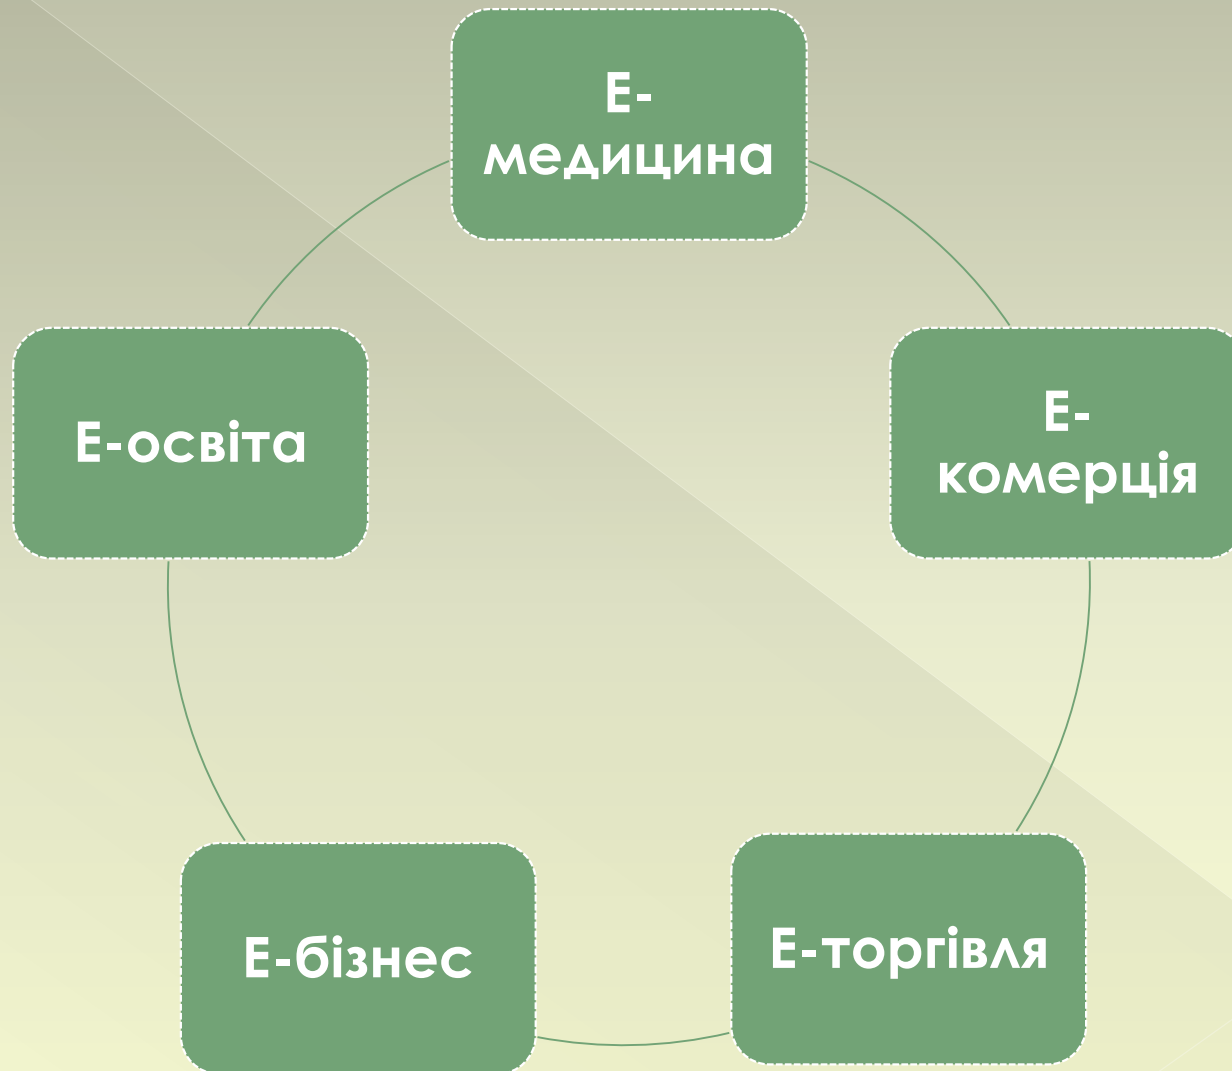 Е-
медицина
Е-освіта
Е-
комерція
Е-бізнес
Е-торгівля